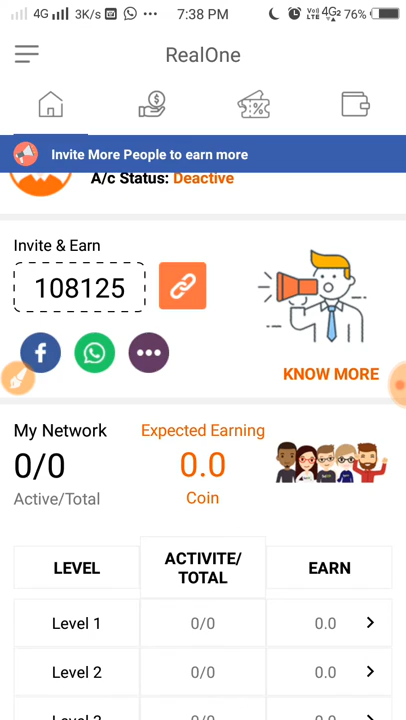 4G 3K/s ••• 7:38 PM VoLTE 4G2 76%
RealOne
Invite More People to earn more
A/c Status: Deactive
Invite & Earn
108125
KNOW MORE
My Network
Expected Earning
0/0
0.0
Active/Total
Coin
LEVEL
ACTIVITE/
TOTAL
EARN
Level 1 0/0 0.0
Level 2 0/0 0.0